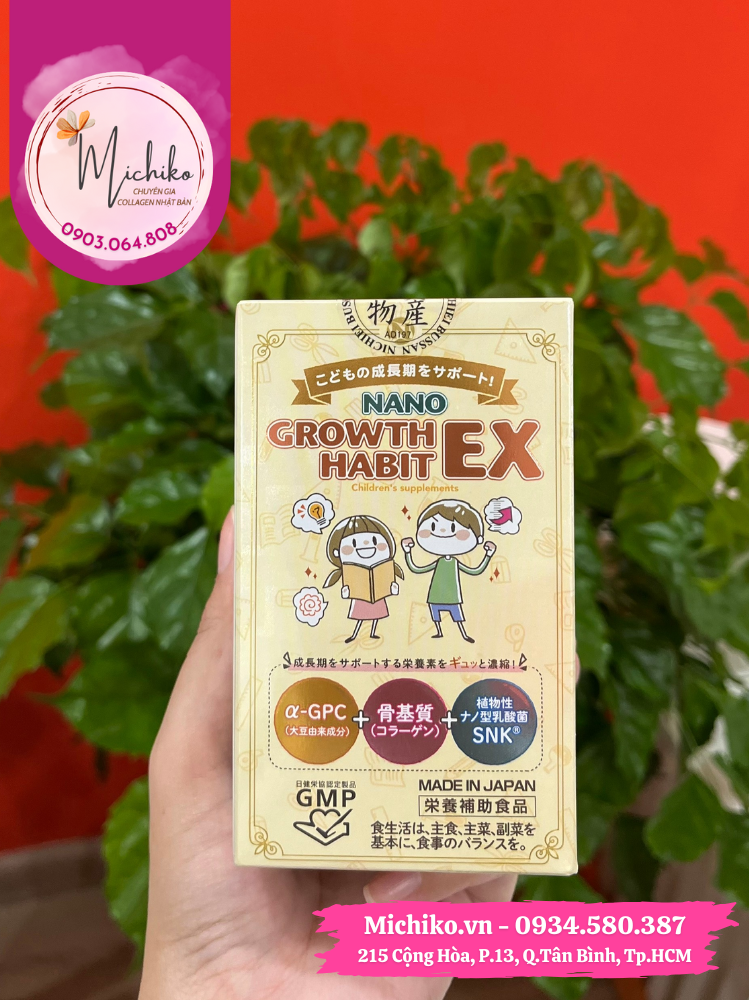 Michiko
CHUYÊN GIA
COLLAGEN NHẬT BẢN
0903.064.808
物産
NICHIEI BUSSAN
こどもの成長期をサポート!
NANO
GROWTH
HABIT EX
Children's supplements
成長期をサポートする栄養素をギュッと濃縮!
α-GPC
(大豆由来成分)
+
骨基質
(コラーゲン)
+
植物性
ナノ型乳酸菌
SNK®
日健栄協認定製品
GMP
MADE IN JAPAN
栄養補助食品
食生活は、主食、主菜、副菜を
基本に、食事のバランスを。
Michiko.vn - 0934.580.387
215 Cộng Hòa, P.13, Q.Tân Bình, Tp.HCM